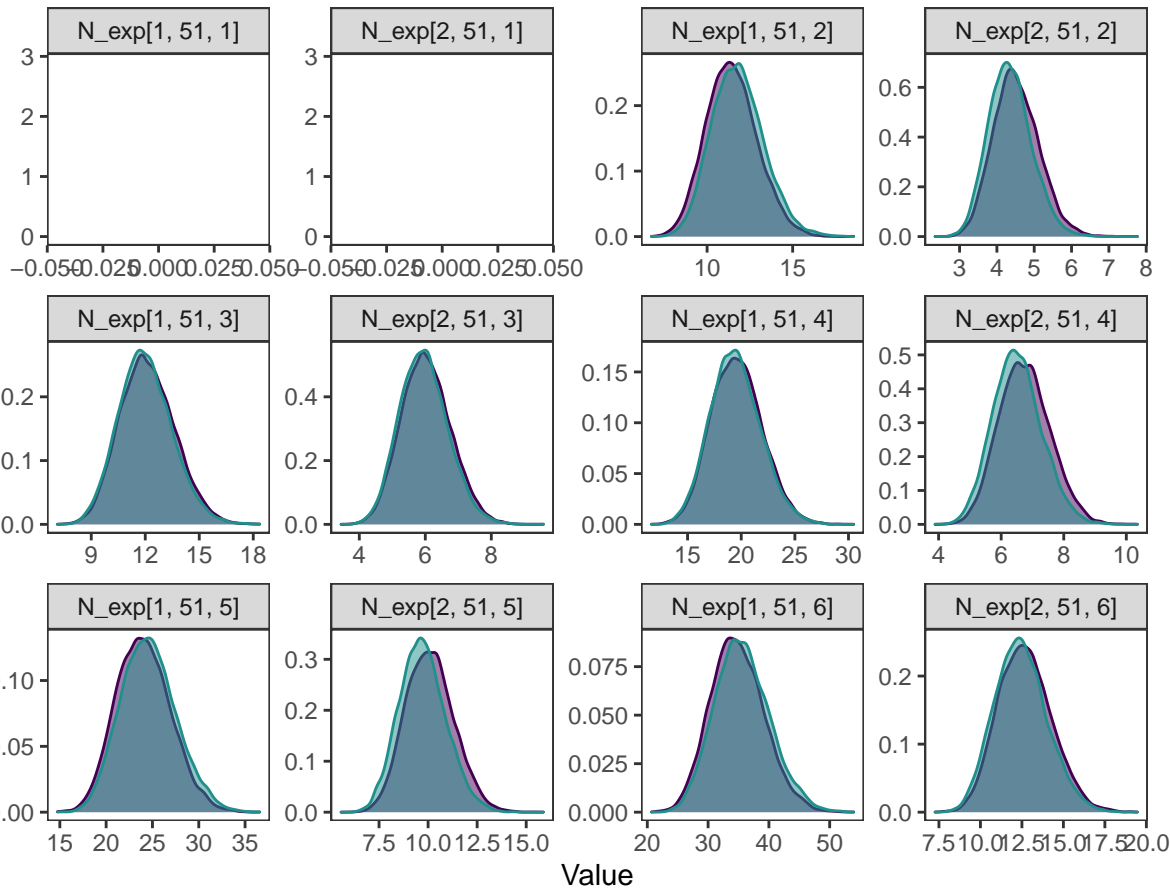 N_exp[1, 51, 1] N_exp[2, 51, 1] N_exp[1, 51, 2] N_exp[2, 51, 2]
3 3
2 2 0.2 0.6
0.4
1 1 0.1 0.2
0 0 0.0 0.0
−0.050 −0.025 0.000 0.025 0.050 −0.050 −0.025 0.000 0.025 0.050 10 15 3 4 5 6 7 8
N_exp[1, 51, 3] N_exp[2, 51, 3] N_exp[1, 51, 4] N_exp[2, 51, 4]
0.5
0.2 0.4 0.15 0.4
0.10 0.3
0.1 0.2 0.05 0.2
0.1
0.0 0.0 0.00 0.0
9 12 15 18 4 6 8 15 20 25 30 4 6 8 10
N_exp[1, 51, 5] N_exp[2, 51, 5] N_exp[1, 51, 6] N_exp[2, 51, 6]
.10 0.3 0.075 0.2
0.2 0.050
.05 0.1 0.025 0.1
.00 0.0 0.000 0.0
15 20 25 30 35 7.5 10.0 12.5 15.0 20 30 40 50 7.5 10.0 12.5 15.0 17.5 20.0
Value